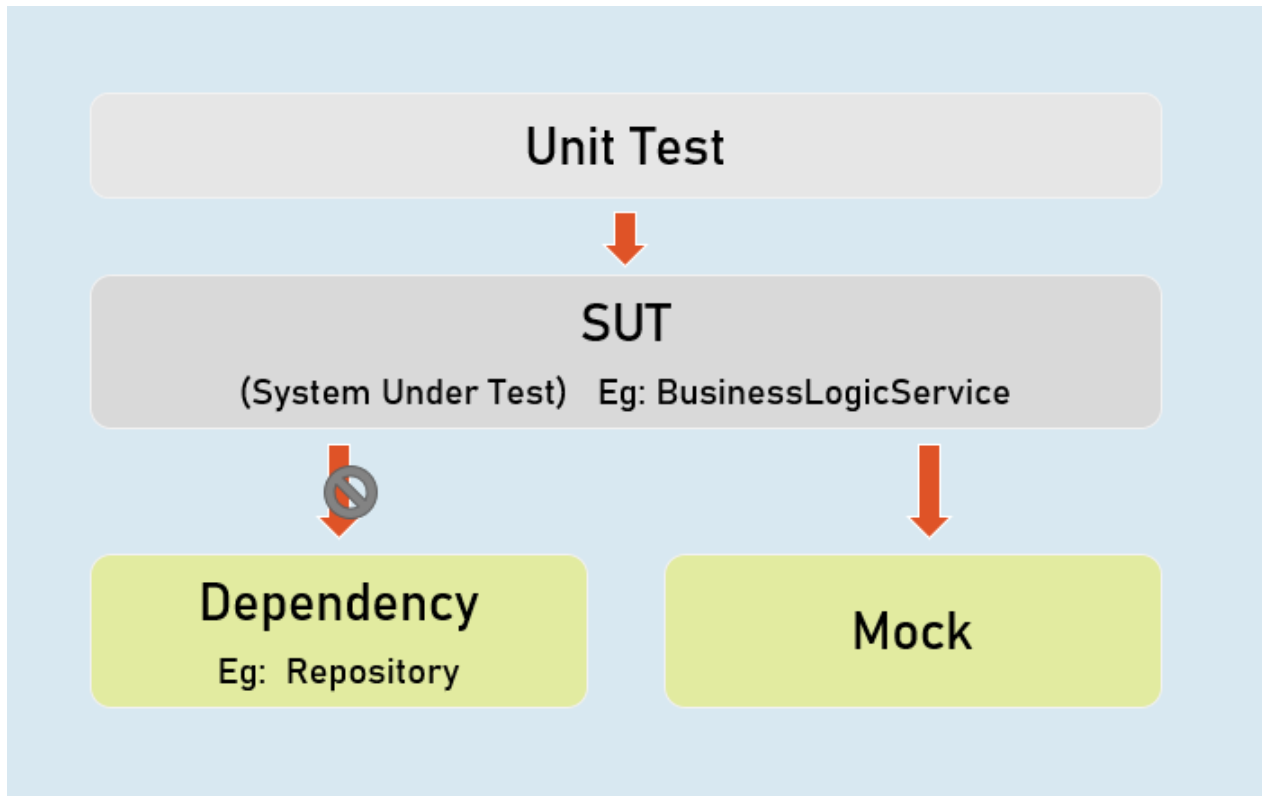 Unit Test
SUT
(System Under Test) Eg: BusinessLogicService
Dependency
Eg: Repository
Mock